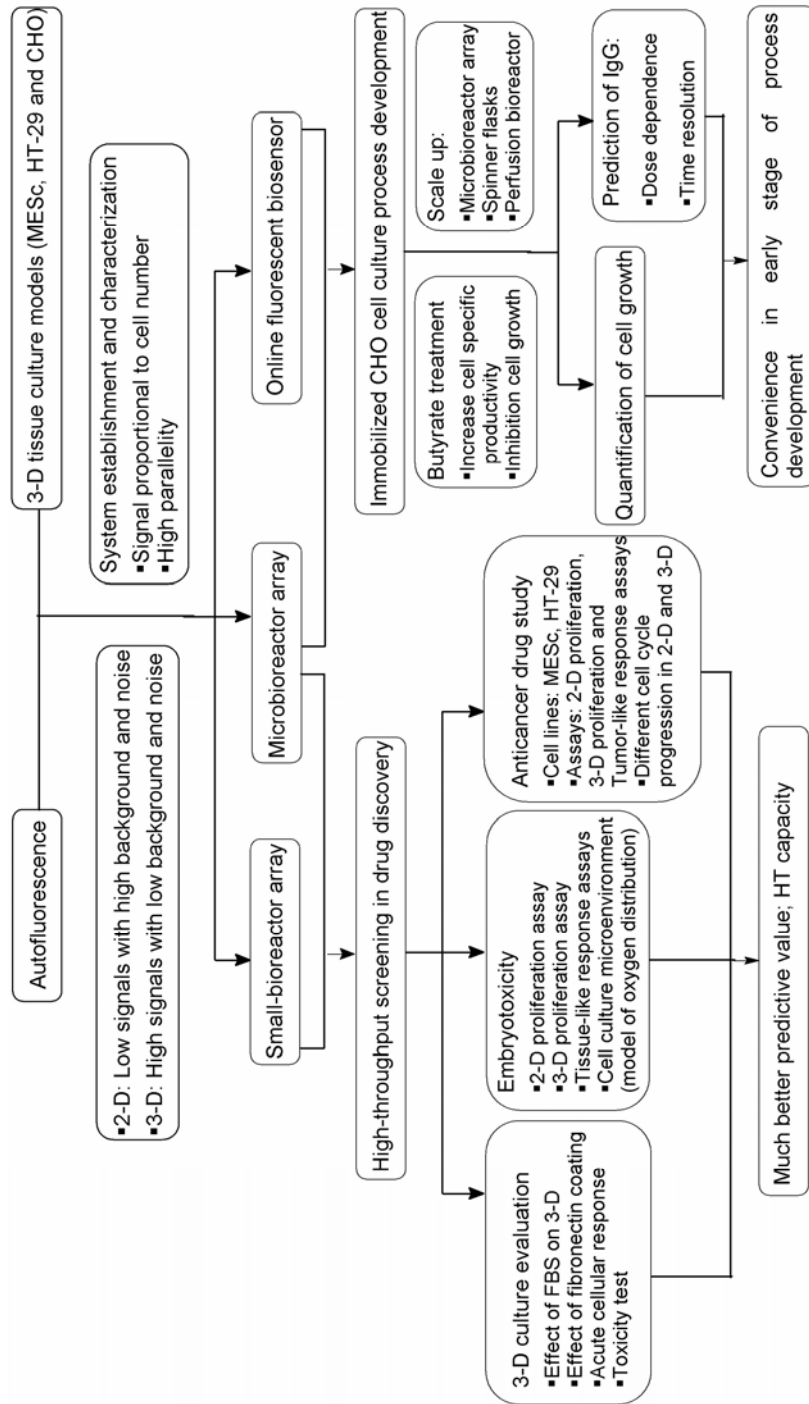 Autofluorescence
3-D tissue culture models (MESc, HT-29 and CHO)
▪2-D: Low signals with high background and noise
▪3-D: High signals with low background and noise
System establishment and characterization
▪Signal proportional to cell number
▪High parallelity
Small-bioreactor array
Microbioreactor array
Online fluorescent biosensor
High-throughput screening in drug discovery
Immobilized CHO cell culture process development
3-D culture evaluation
▪Effect of FBS on 3-D
▪Effect of fibronectin coating
▪Acute cellular response
▪Toxicity test
Embryotoxicity
▪2-D proliferation assay
▪3-D proliferation assay
▪Tissue-like response assays
▪Cell culture microenvironment
(model of oxygen distribution)
Anticancer drug study
▪Cell lines: MESc, HT-29
▪Assays: 2-D proliferation,
3-D proliferation and
Tumor-like response assays
▪Different cell cycle
progression in 2-D and 3-D
Much better predictive value; HT capacity
Butyrate treatment
▪Increase cell specific
productivity
▪Inhibition cell growth
Scale up:
▪Microbioreactor array
▪Spinner flasks
▪Perfusion bioreactor
Quantification of cell growth
Prediction of IgG:
▪Dose dependence
▪Time resolution
Convenience in early stage of process
development